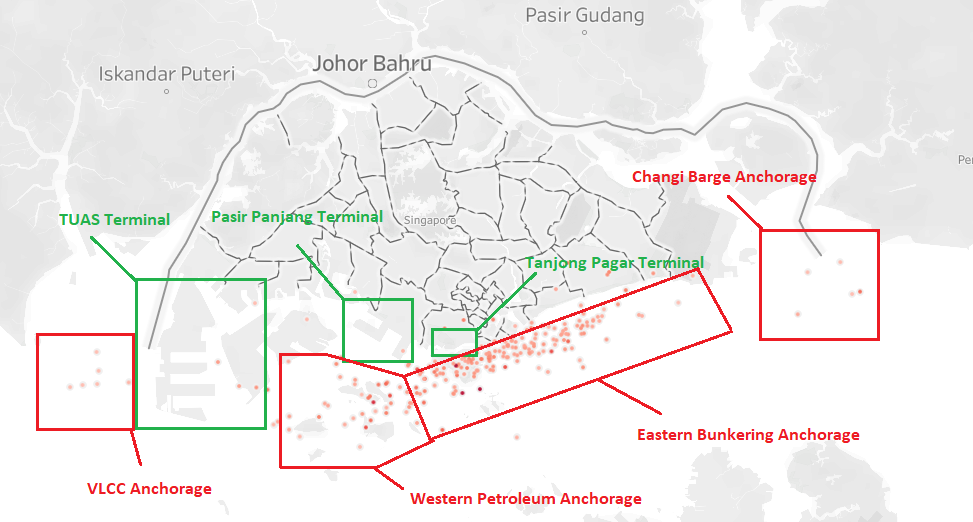 Pasir Gudang
Johor Bahru
Iskandar Puteri
Per
Changi Barge Anchorage
TUAS Terminal
Pasir Panjang Terminal
Singapore
Tanjong Pagar Terminal
Eastern Bunkering Anchorage
VLCC Anchorage
Western Petroleum Anchorage